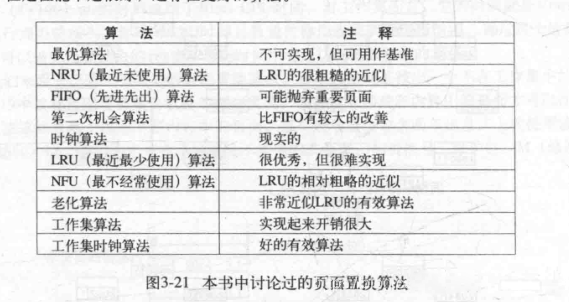 算 法 注 释
最优算法 不可实现，但可用作基准
NRU（最近未使用）算法 LRU的很粗糙的近似
FIFO（先进先出）算法 可能抛弃重要页面
第二次机会算法 比FIFO有较大的改善
时钟算法 现实的
LRU（最近最少使用）算法 很优秀，但很难实现
NFU（最不经常使用）算法 LRU的相对粗略的近似
老化算法 非常近似LRU的有效算法
工作集算法 实现起来开销很大
工作集时钟算法 好的有效算法
图3-21 本书中讨论过的页面置换算法